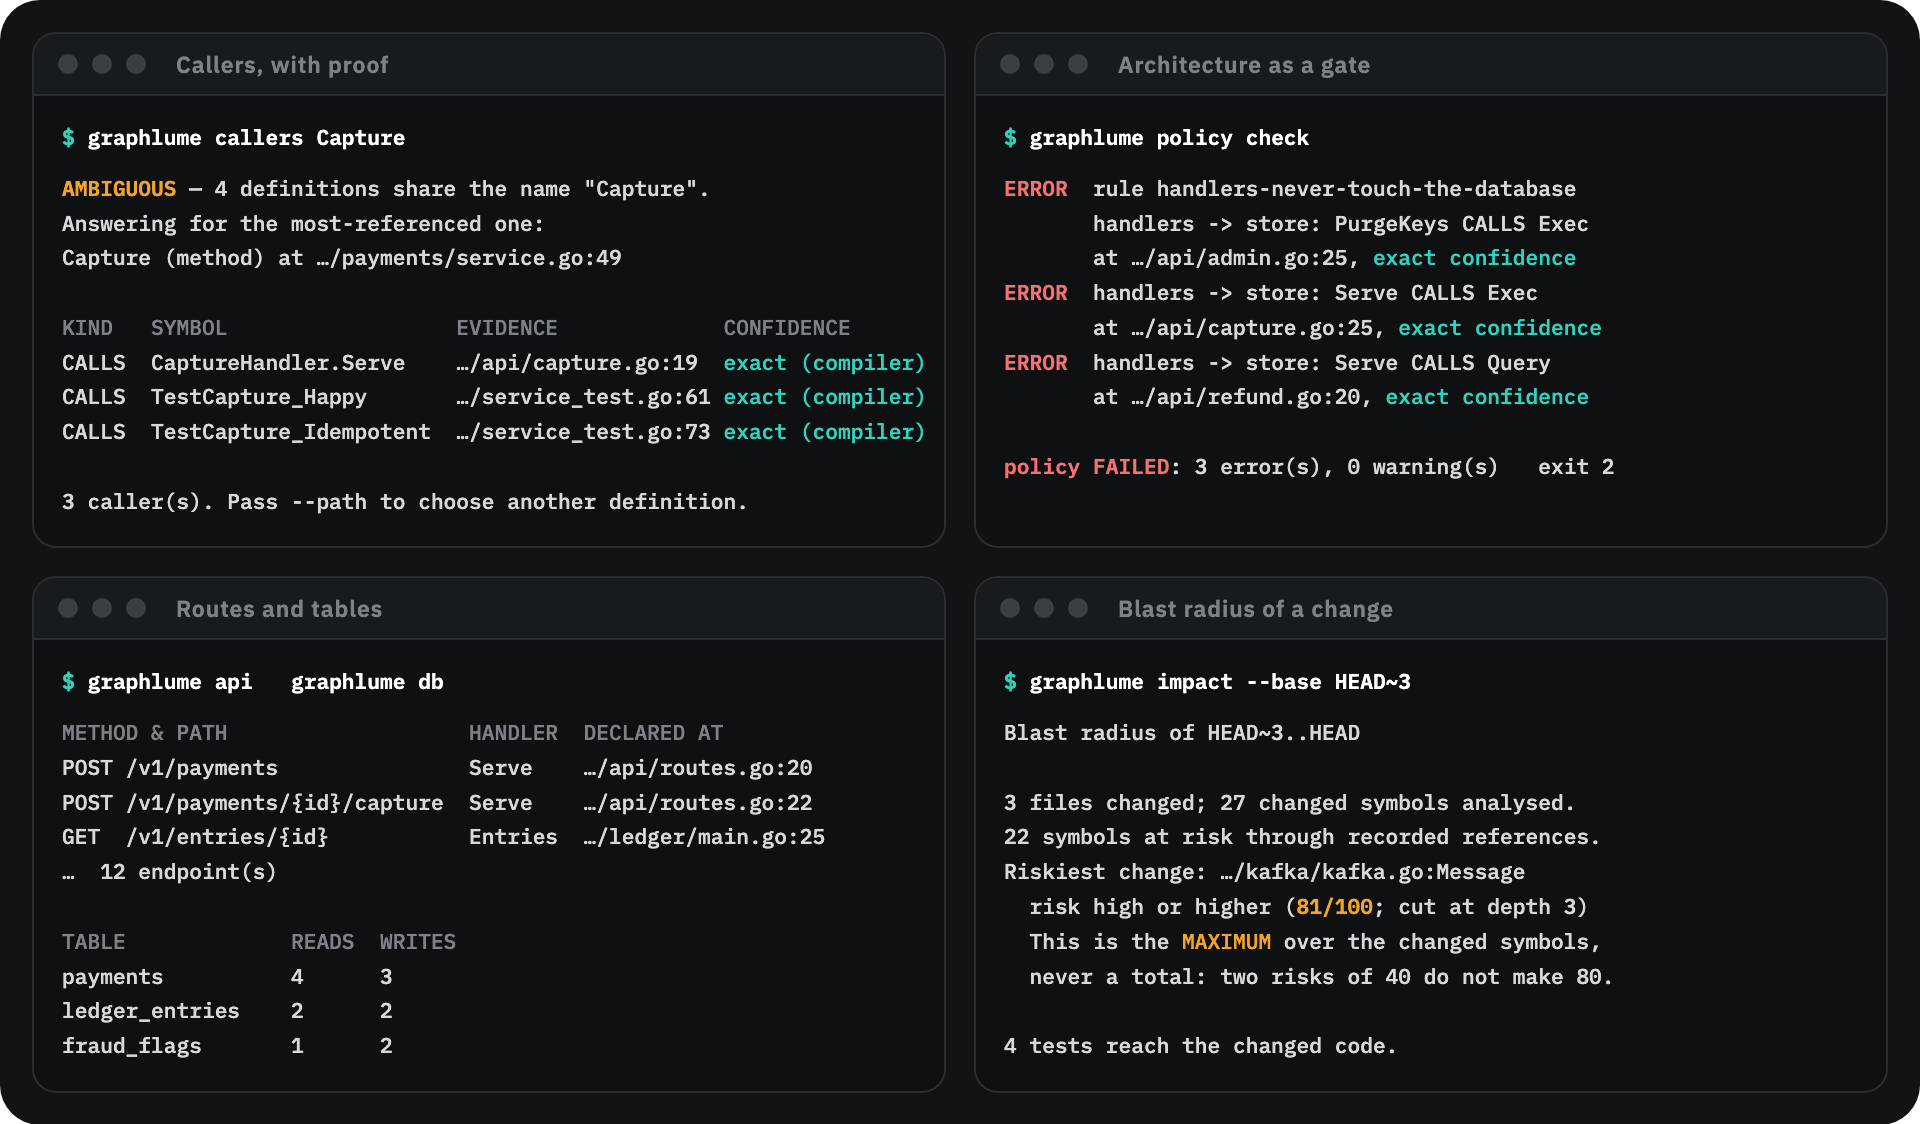 Callers, with proof
$ graphlume callers Capture
AMBIGUOUS — 4 definitions share the name "Capture".
Answering for the most-referenced one:
Capture (method) at …/payments/service.go:49
KIND SYMBOL EVIDENCE CONFIDENCE
CALLS CaptureHandler.Serve …/api/capture.go:19 exact (compiler)
CALLS TestCapture_Happy …/service_test.go:61 exact (compiler)
CALLS TestCapture_Idempotent …/service_test.go:73 exact (compiler)
3 caller(s). Pass --path to choose another definition.
Architecture as a gate
$ graphlume policy check
ERROR rule handlers-never-touch-the-database
handlers -> store: PurgeKeys CALLS Exec
at …/api/admin.go:25, exact confidence
ERROR handlers -> store: Serve CALLS Exec
at …/api/capture.go:25, exact confidence
ERROR handlers -> store: Serve CALLS Query
at …/api/refund.go:20, exact confidence
policy FAILED: 3 error(s), 0 warning(s) exit 2
Routes and tables
$ graphlume api graphlume db
METHOD & PATH HANDLER DECLARED AT
POST /v1/payments Serve …/api/routes.go:20
POST /v1/payments/{id}/capture Serve …/api/routes.go:22
GET /v1/entries/{id} Entries …/ledger/main.go:25
… 12 endpoint(s)
TABLE READS WRITES
payments 4 3
ledger_entries 2 2
fraud_flags 1 2
Blast radius of a change
$ graphlume impact --base HEAD~3
Blast radius of HEAD~3..HEAD
3 files changed; 27 changed symbols analysed.
22 symbols at risk through recorded references.
Riskiest change: …/kafka/kafka.go:Message
risk high or higher (81/100; cut at depth 3)
This is the MAXIMUM over the changed symbols,
never a total: two risks of 40 do not make 80.
4 tests reach the changed code.